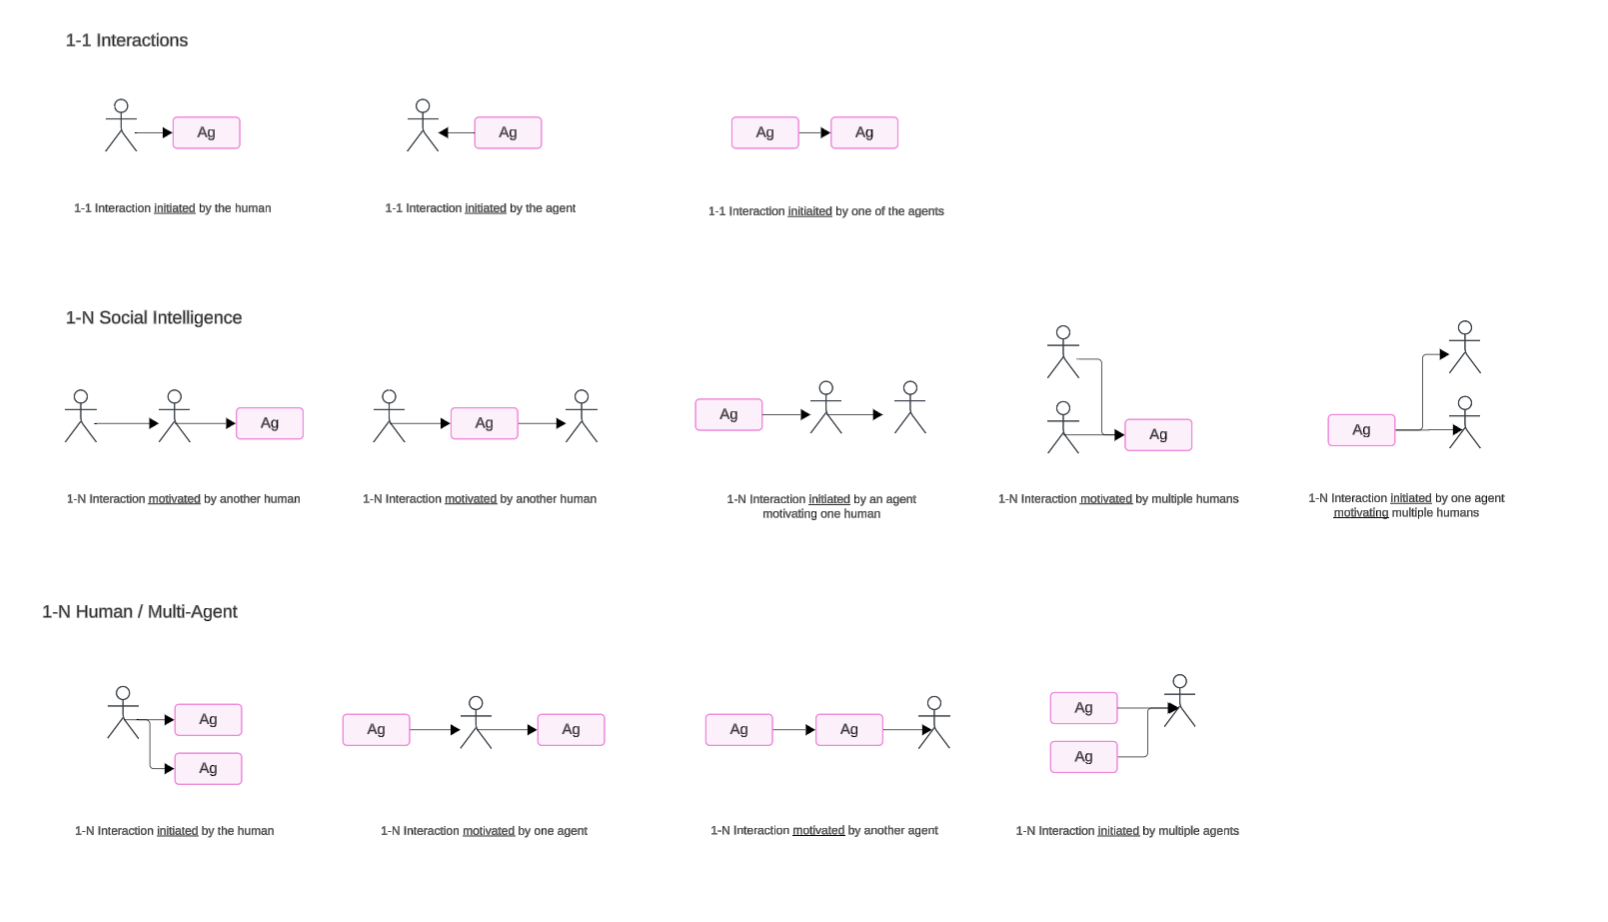 1-1 Interactions
Ag
Ag
Ag
Ag
1-1 Interaction initiated by the human
1-1 Interaction initiated by the agent
1-1 Interaction initiaited by one of the agents
1-N Social Intelligence
Ag
Ag
Ag
Ag
Ag
1-N Interaction motivated by another human
1-N Interaction motivated by another human
1-N Interaction initiated by an agent
motivating one human
1-N Interaction motivated by multiple humans
1-N Interaction initiated by one agent
motivating multiple humans
1-N Human / Multi-Agent
Ag
Ag
Ag
Ag
Ag
Ag
Ag
Ag
1-N Interaction initiated by the human
1-N Interaction motivated by one agent
1-N Interaction motivated by another agent
1-N Interaction initiated by multiple agents